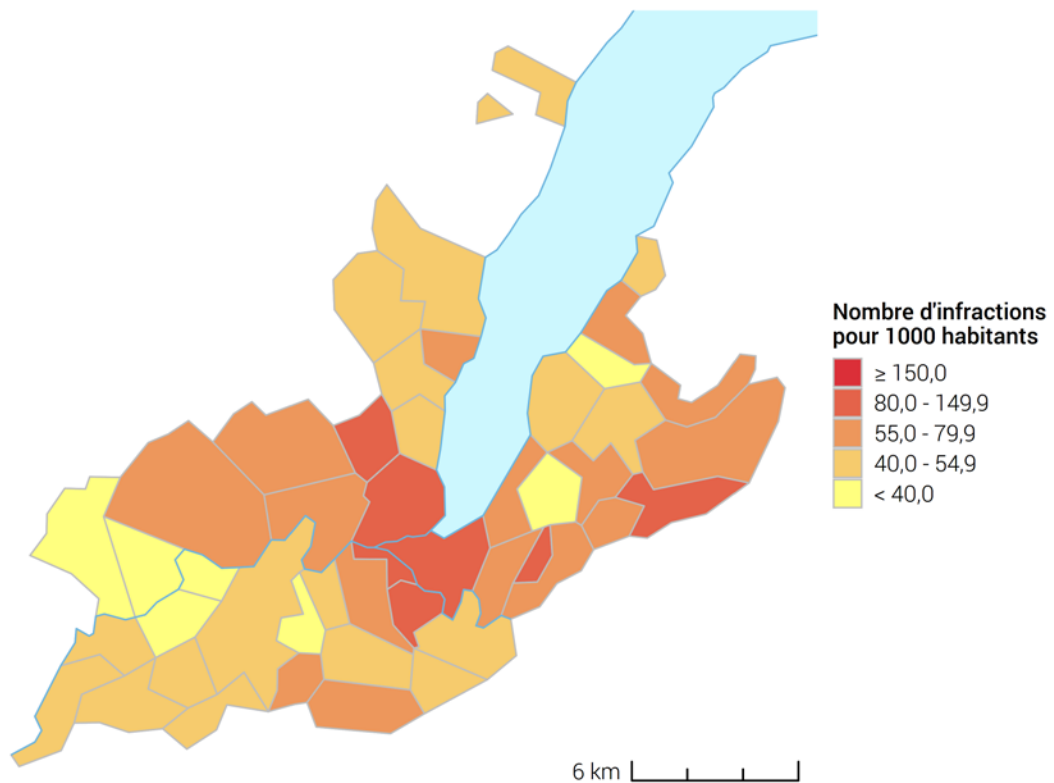 Nombre d'infractions
pour 1000 habitants
≥ 150,0
80,0 - 149,9
55,0 - 79,9
40,0 - 54,9
< 40,0
6 km